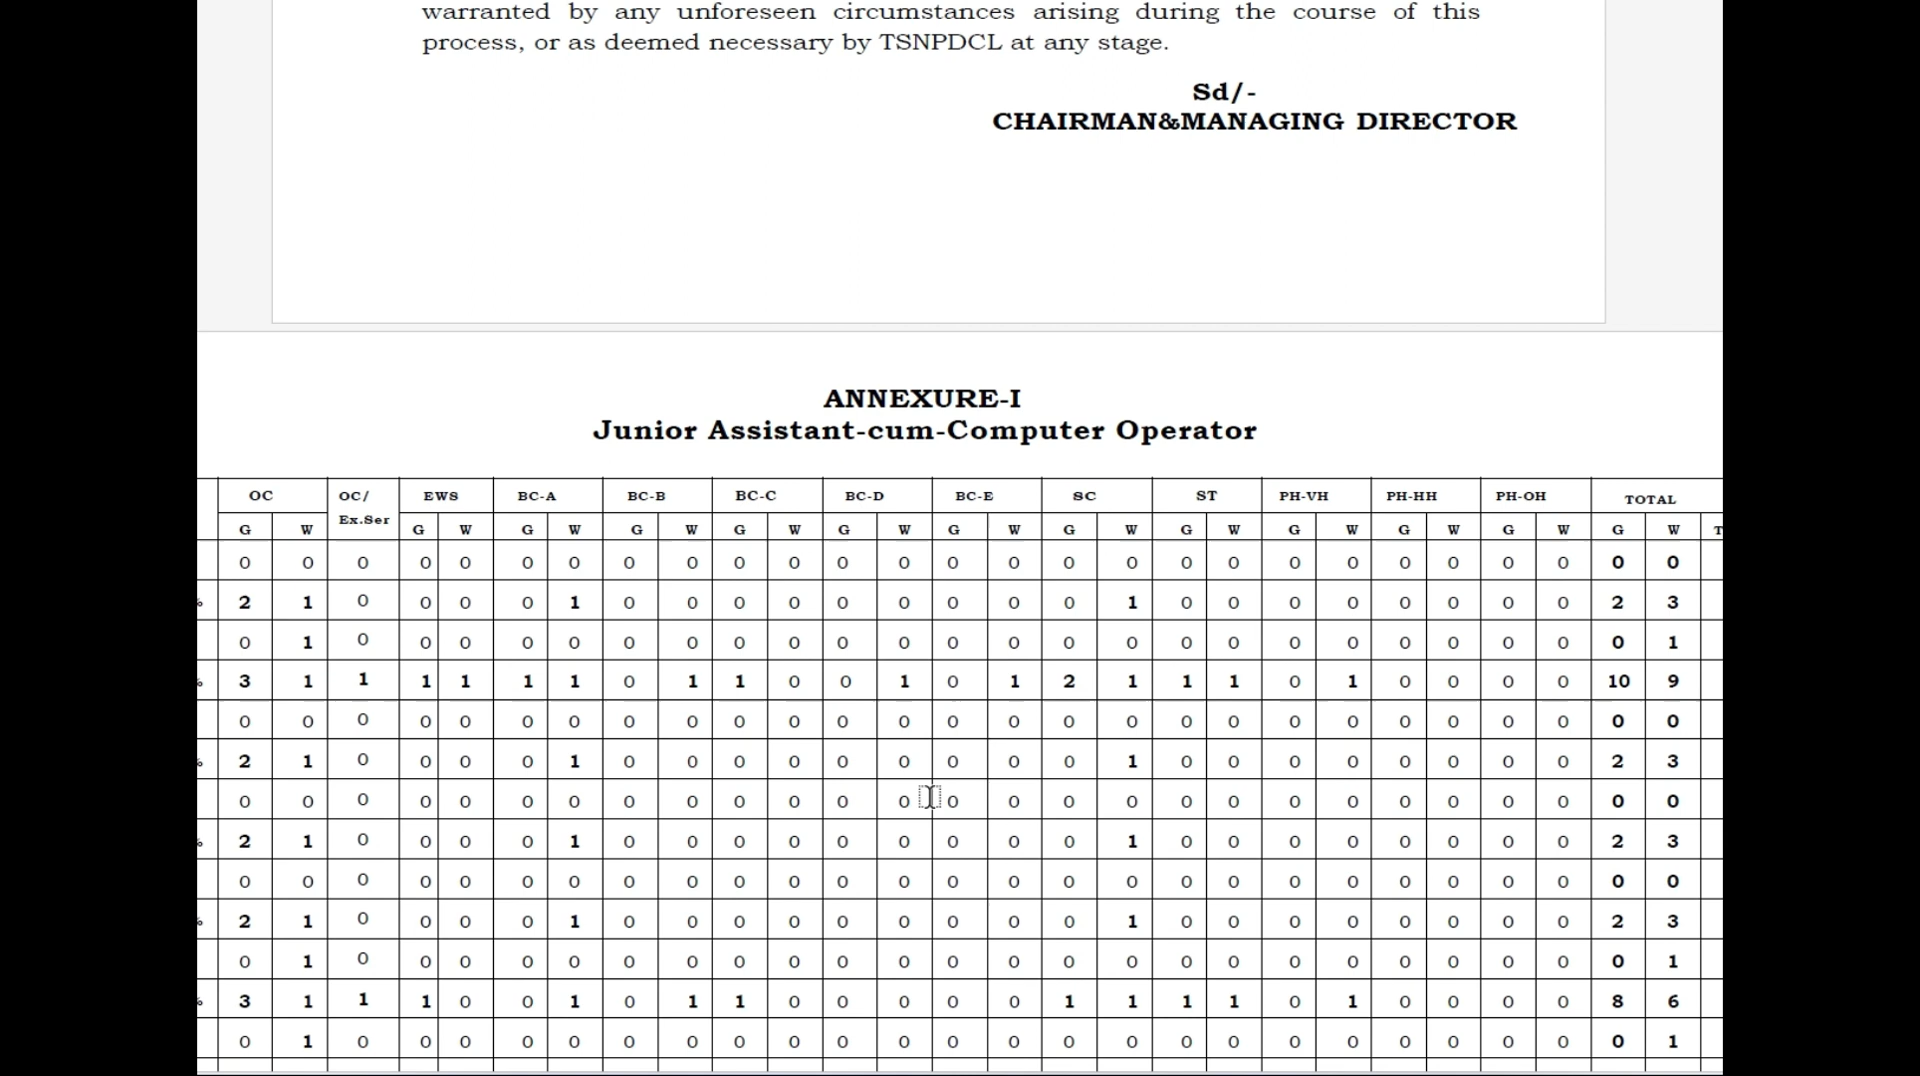 warranted by any unforeseen circumstances arising during the course of this
process, or as deemed necessary by TSNPDCL at any stage.
Sd/-
CHAIRMAN&MANAGING DIRECTOR
ANNEXURE-I
Junior Assistant-cum-Computer Operator
OC OC/ Ex.Ser EWS BC-A BC-B BC-C BC-D BC-E SC ST PH-VH PH-HH PH-OH TOTAL
G W G W G W G W G W G W G W G W G W G W G W G W G W T
0 0 0 0 0 0 0 0 0 0 0 0 0 0 0 0 0 0 0 0 0 0 0 0 0 0 0
% 2 1 0 0 0 0 1 0 0 0 0 0 0 0 0 0 1 0 0 0 0 0 0 0 0 2 3
0 1 0 0 0 0 0 0 0 0 0 0 0 0 0 0 0 0 0 0 0 0 0 0 0 0 1
% 3 1 1 1 1 1 1 0 1 1 0 0 1 0 1 2 1 1 1 0 1 0 0 0 0 10 9
0 0 0 0 0 0 0 0 0 0 0 0 0 0 0 0 0 0 0 0 0 0 0 0 0 0 0
% 2 1 0 0 0 0 1 0 0 0 0 0 0 0 0 0 1 0 0 0 0 0 0 0 0 2 3
0 0 0 0 0 0 0 0 0 0 0 0 0 0 0 0 0 0 0 0 0 0 0 0 0 0 0
% 2 1 0 0 0 0 1 0 0 0 0 0 0 0 0 0 1 0 0 0 0 0 0 0 0 2 3
0 0 0 0 0 0 0 0 0 0 0 0 0 0 0 0 0 0 0 0 0 0 0 0 0 0 0
% 2 1 0 0 0 0 1 0 0 0 0 0 0 0 0 0 1 0 0 0 0 0 0 0 0 2 3
0 1 0 0 0 0 0 0 0 0 0 0 0 0 0 0 0 0 0 0 0 0 0 0 0 0 1
% 3 1 1 1 0 0 1 0 1 1 0 0 0 0 0 1 1 1 1 0 1 0 0 0 0 8 6
0 1 0 0 0 0 0 0 0 0 0 0 0 0 0 0 0 0 0 0 0 0 0 0 0 0 1